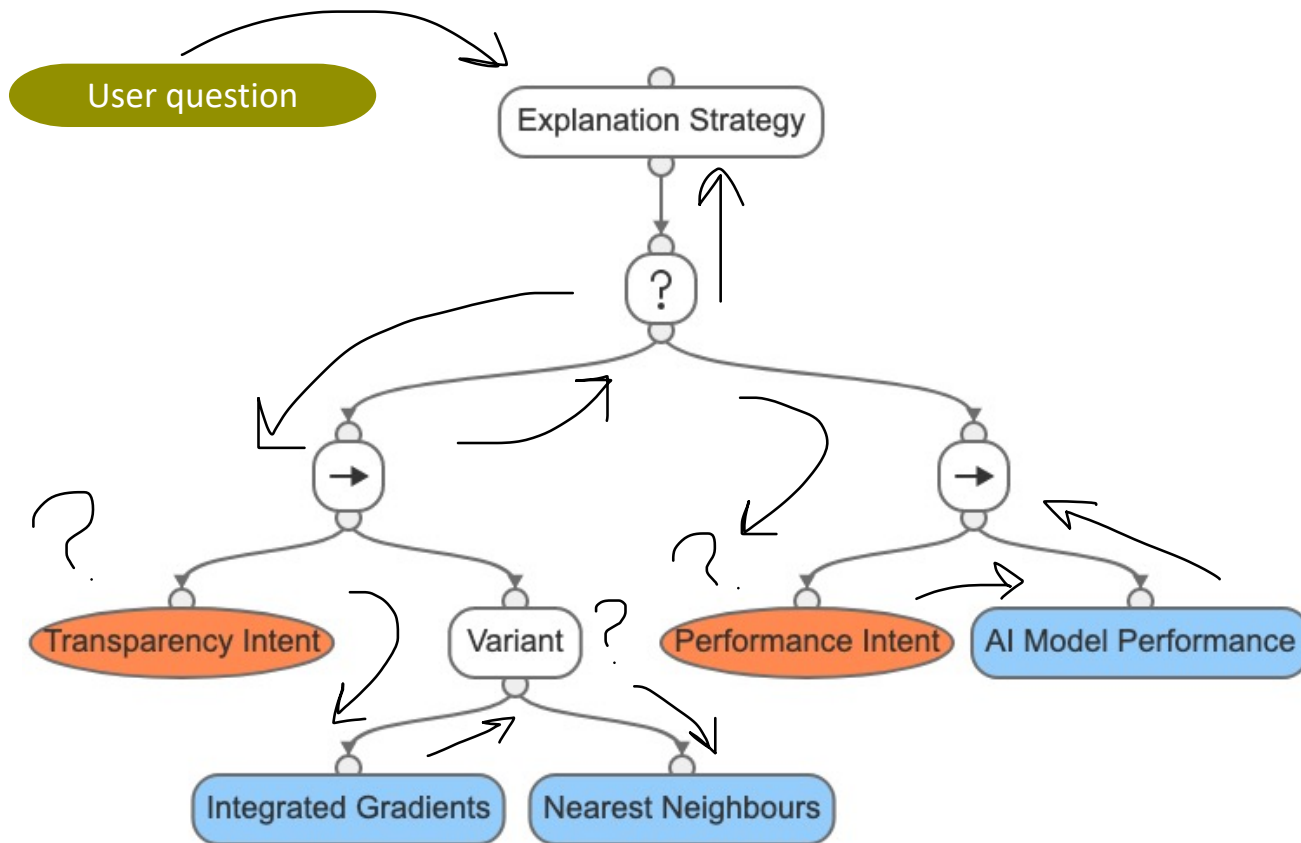 User question
Explanation Strategy
?
?
Transparency Intent
Variant
?
?
Performance Intent
AI Model Performance
Integrated Gradients
Nearest Neighbours